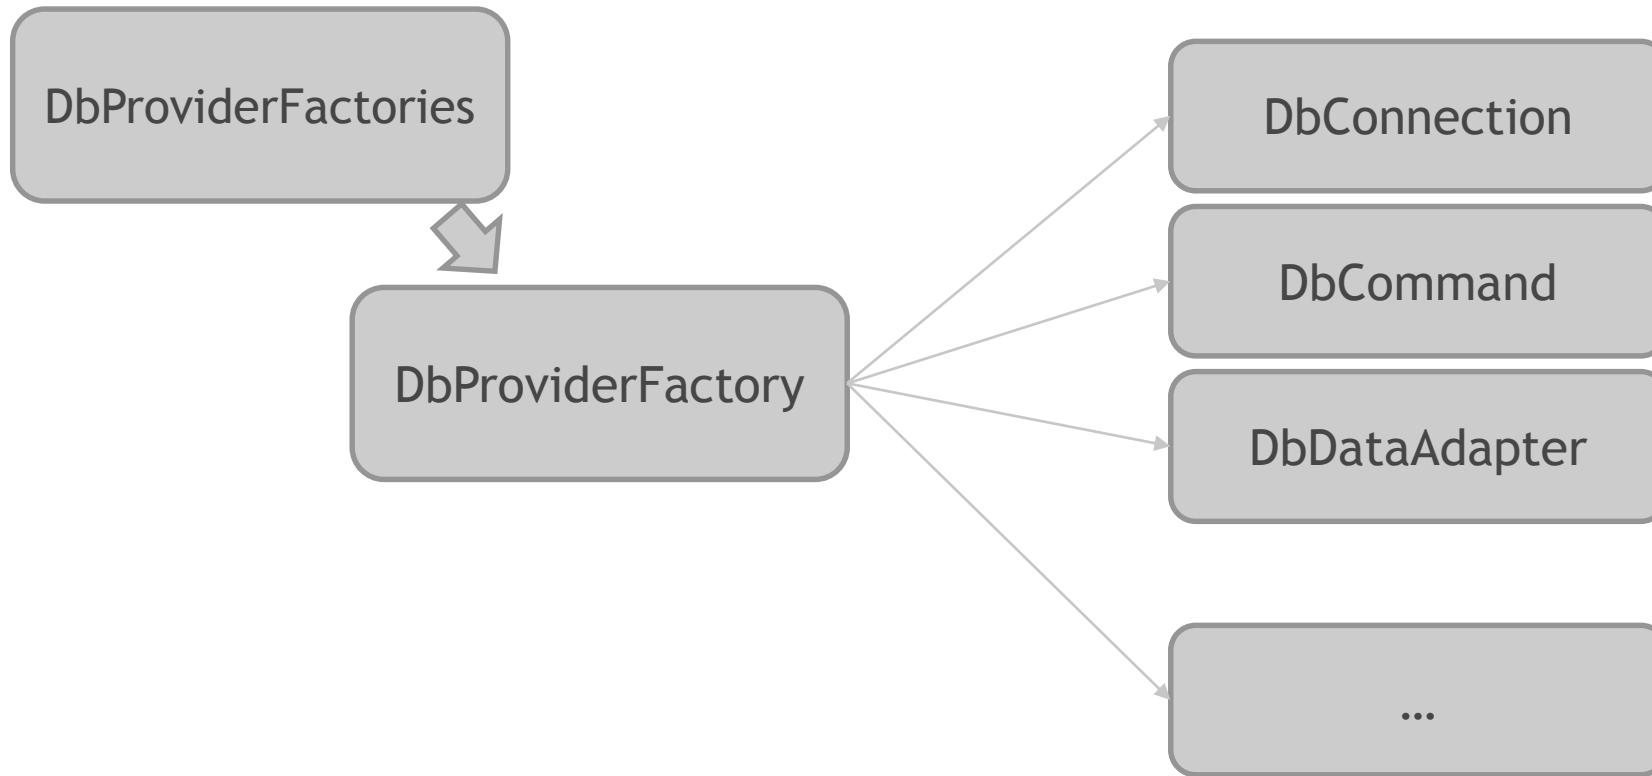 DbProviderFactories
DbConnection
DbCommand
DbProviderFactory
DbDataAdapter
...